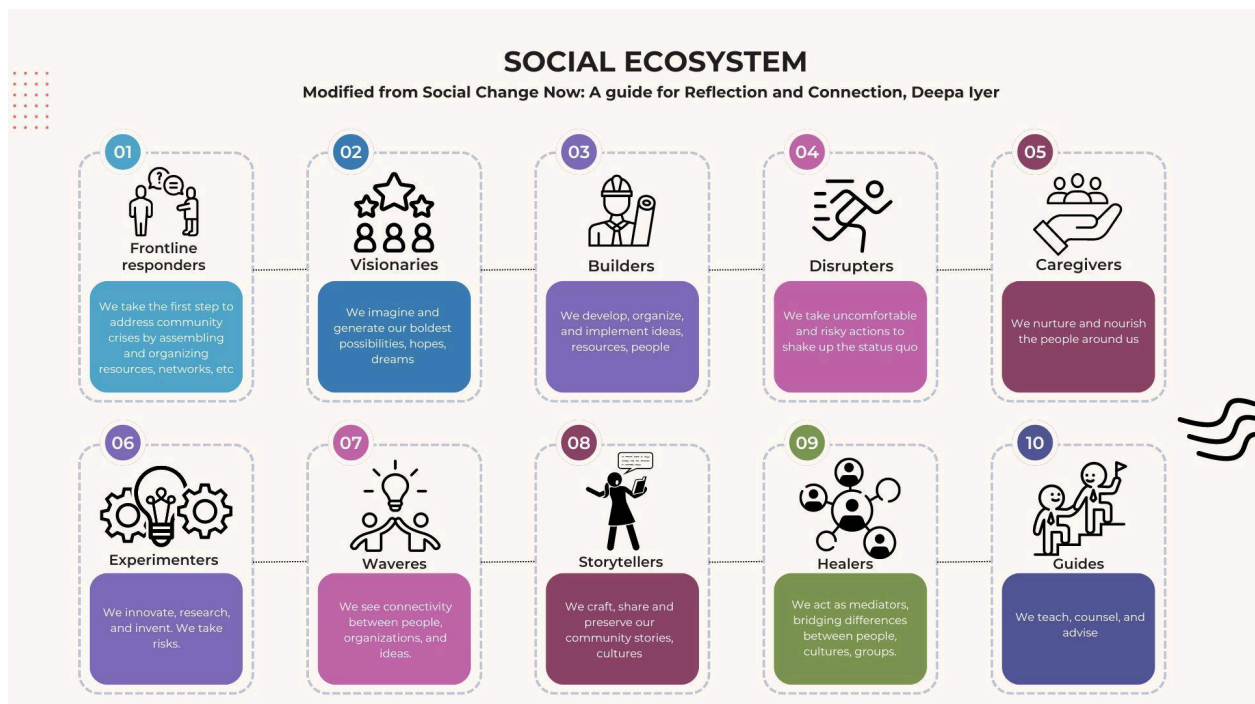 SOCIAL ECOSYSTEM
Modified from Social Change Now: A guide for Reflection and Connection, Deepa Iyer
01
?
Frontline
responders
We take the first step to
address community
crises by assembling
and organizing
resources, networks, etc
02
Visionaries
We imagine and
generate our boldest
possibilities, hopes,
dreams
03
Builders
We develop, organize,
and implement ideas,
resources, people
04
Disrupters
We take uncomfortable
and risky actions to
shake up the status quo
05
Caregivers
We nurture and nourish
the people around us
06
Experimenters
We innovate, research,
and invent. We take
risks.
07
Waveres
We see connectivity
between people,
organizations, and
ideas.
08
Storytellers
We craft, share and
preserve our
community stories,
cultures
09
Healers
We act as mediators,
bridging differences
between people,
cultures, groups.
10
Guides
We teach, counsel, and
advise